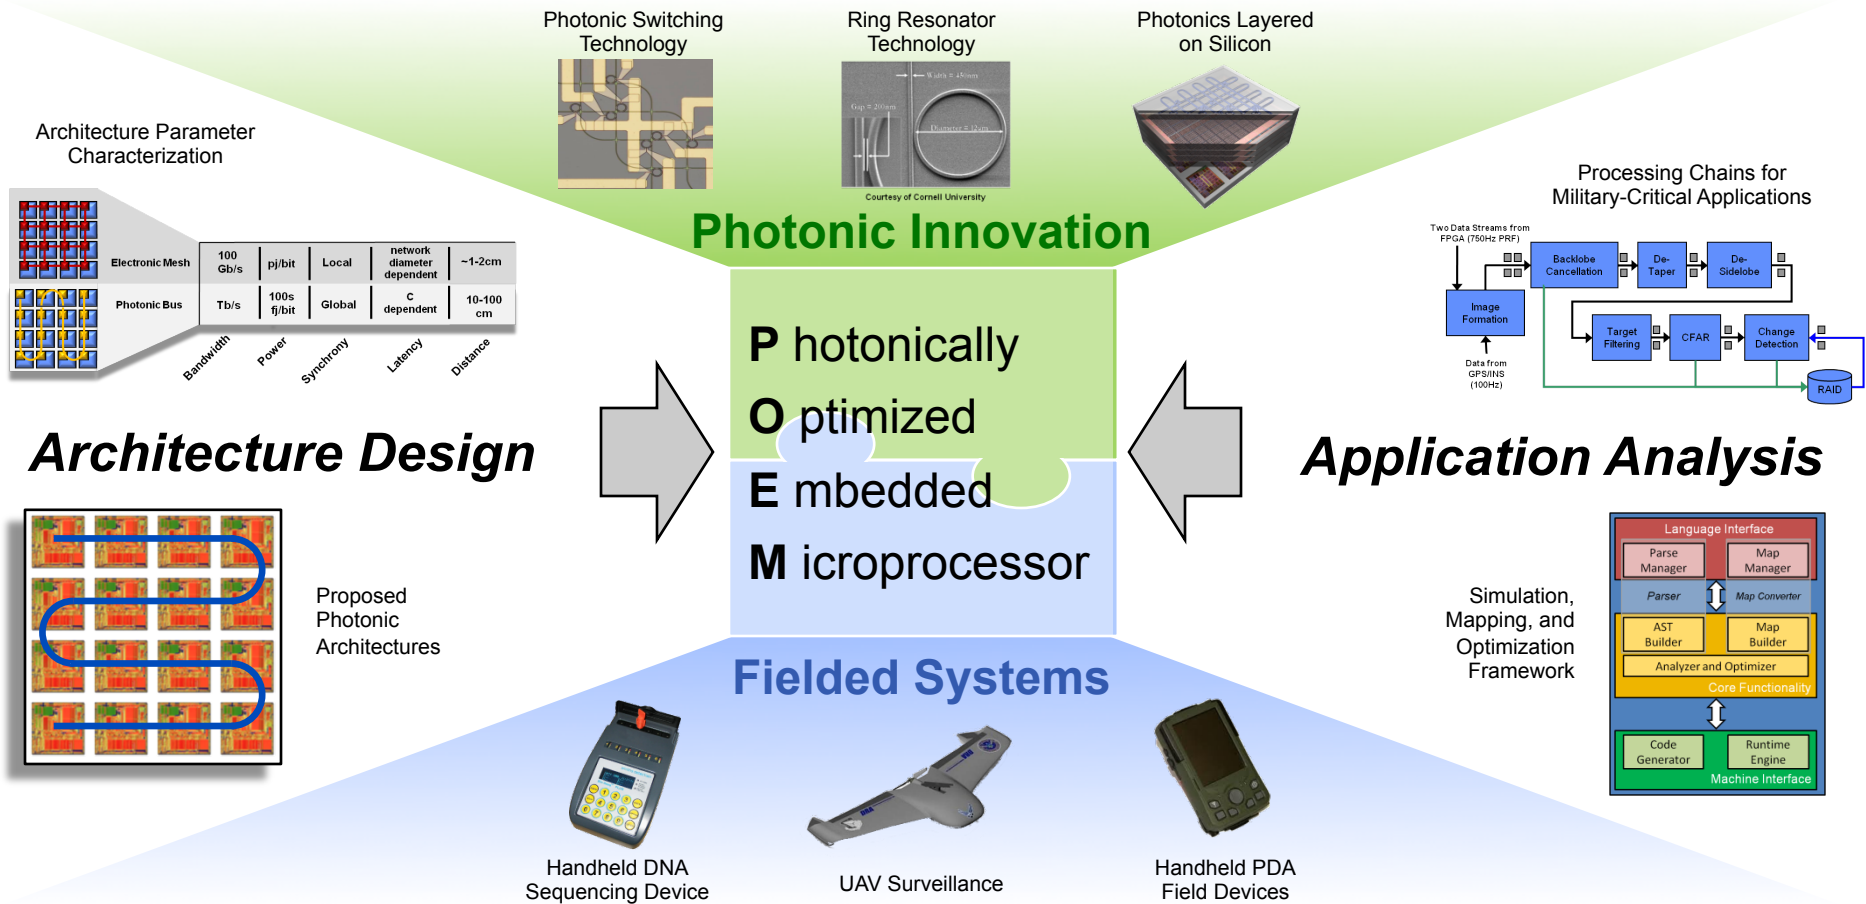 Photonic Switching
Technology
Ring Resonator
Technology
Photonics Layered
on Silicon
Width = 450nm
Gap = 200nm
Diameter = 12um
Courtesy of Cornell University
Photonic Innovation
Architecture Parameter
Characterization
Electronic Mesh
100
Gb/s
pj/bit
Local
network
diameter
dependent
~1-2cm
Photonic Bus
Tb/s
100s
fj/bit
Global
C
dependent
10-100
cm
Bandwidth
Power
Synchrony
Latency
Distance
Architecture Design
Proposed
Photonic
Architectures
P hotonically
O ptimized
E mbedded
M icroprocessor
Processing Chains for
Military-Critical Applications
Two Data Streams from
FPGA (750Hz PRF)
Backlobe
Cancellation
De-
Taper
De-
Sidelobe
Image
Formation
Target
Filtering
CFAR
Change
Detection
Data from
GPS/INS
(100Hz)
RAID
Application Analysis
Simulation,
Mapping, and
Optimization
Framework
Language Interface
Parse
Manager
Map
Manager
Parser
Map Converter
AST
Builder
Map
Builder
Analyzer and Optimizer
Core Functionality
Code
Generator
Runtime
Engine
Machine Interface
Fielded Systems
Handheld DNA
Sequencing Device
UAV Surveillance
Handheld PDA
Field Devices